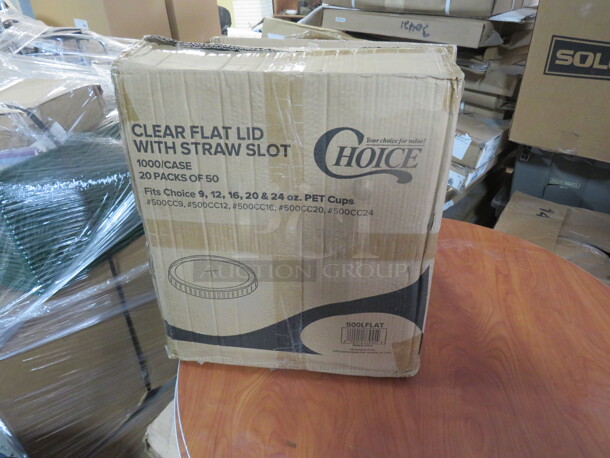 CLEAR FLAT LID
WITH STRAW SLOT
1000/CASE
20 PACKS OF 50
Your choice for value!
CHOICE
Fits Choice 9, 12, 16, 20 & 24 oz. PET Cups
#500CC9, #500CC12, #500CC16, #500CC20, #500CC24
AUCTION GROUP
500LFLAT
SOL